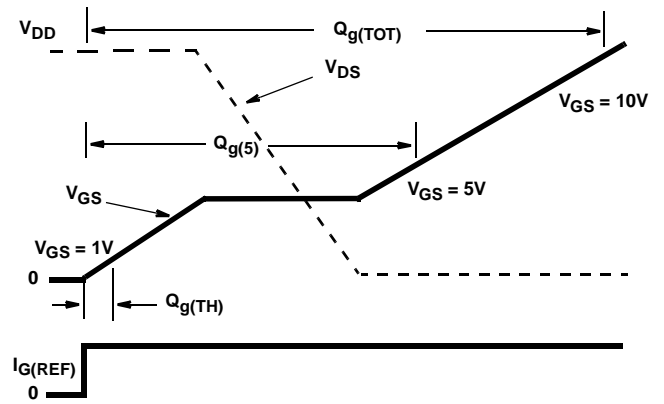 V_DD
Q_g(TOT)
V_DS
V_GS = 10V
Q_g(5)
V_GS
V_GS = 5V
V_GS = 1V
0
Q_g(TH)
I_G(REF)
0